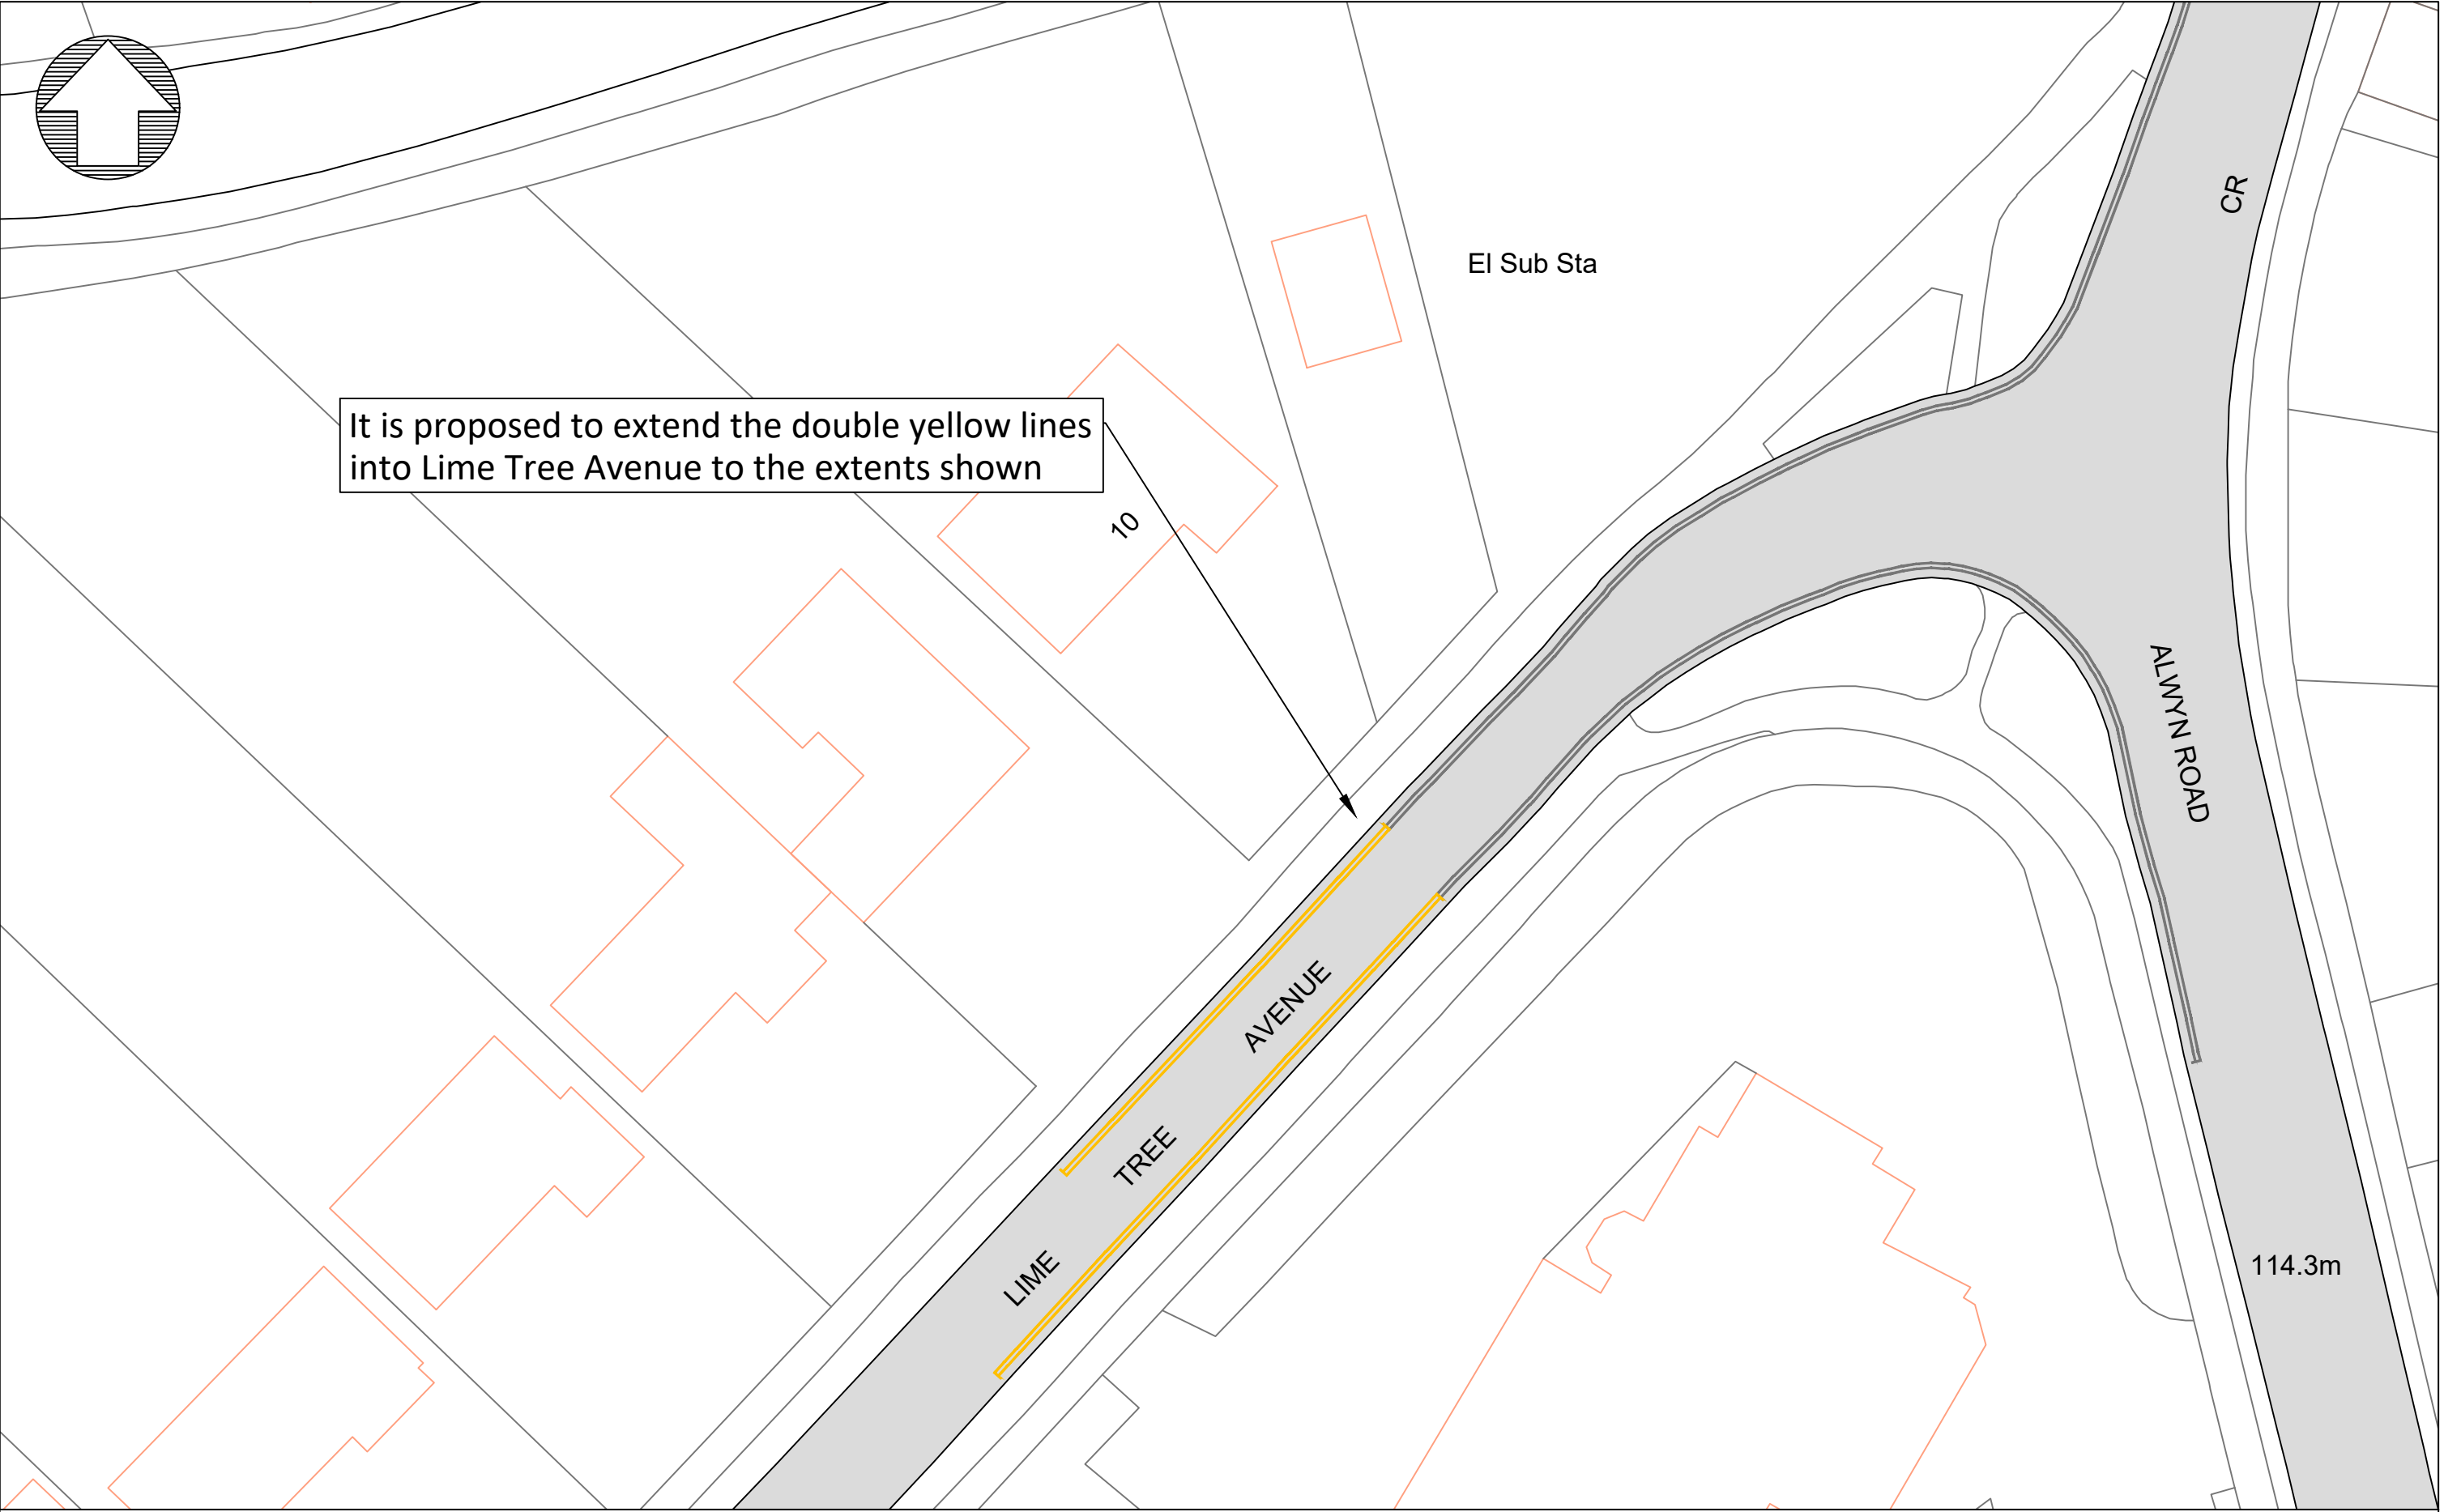 CR
El Sub Sta
It is proposed to extend the double yellow lines
into Lime Tree Avenue to the extents shown
10
ALWYN ROAD
LIME TREE AVENUE
114.3m